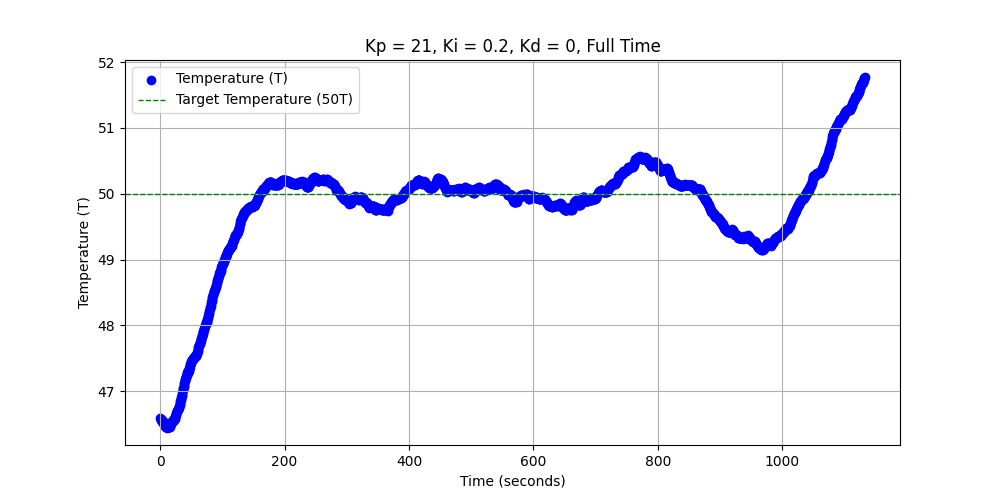 Kp = 21, Ki = 0.2, Kd = 0, Full Time
Temperature (T)
Target Temperature (50T)
52
51
50
49
48
47
Temperature (T)
0 200 400 600 800 1000
Time (seconds)